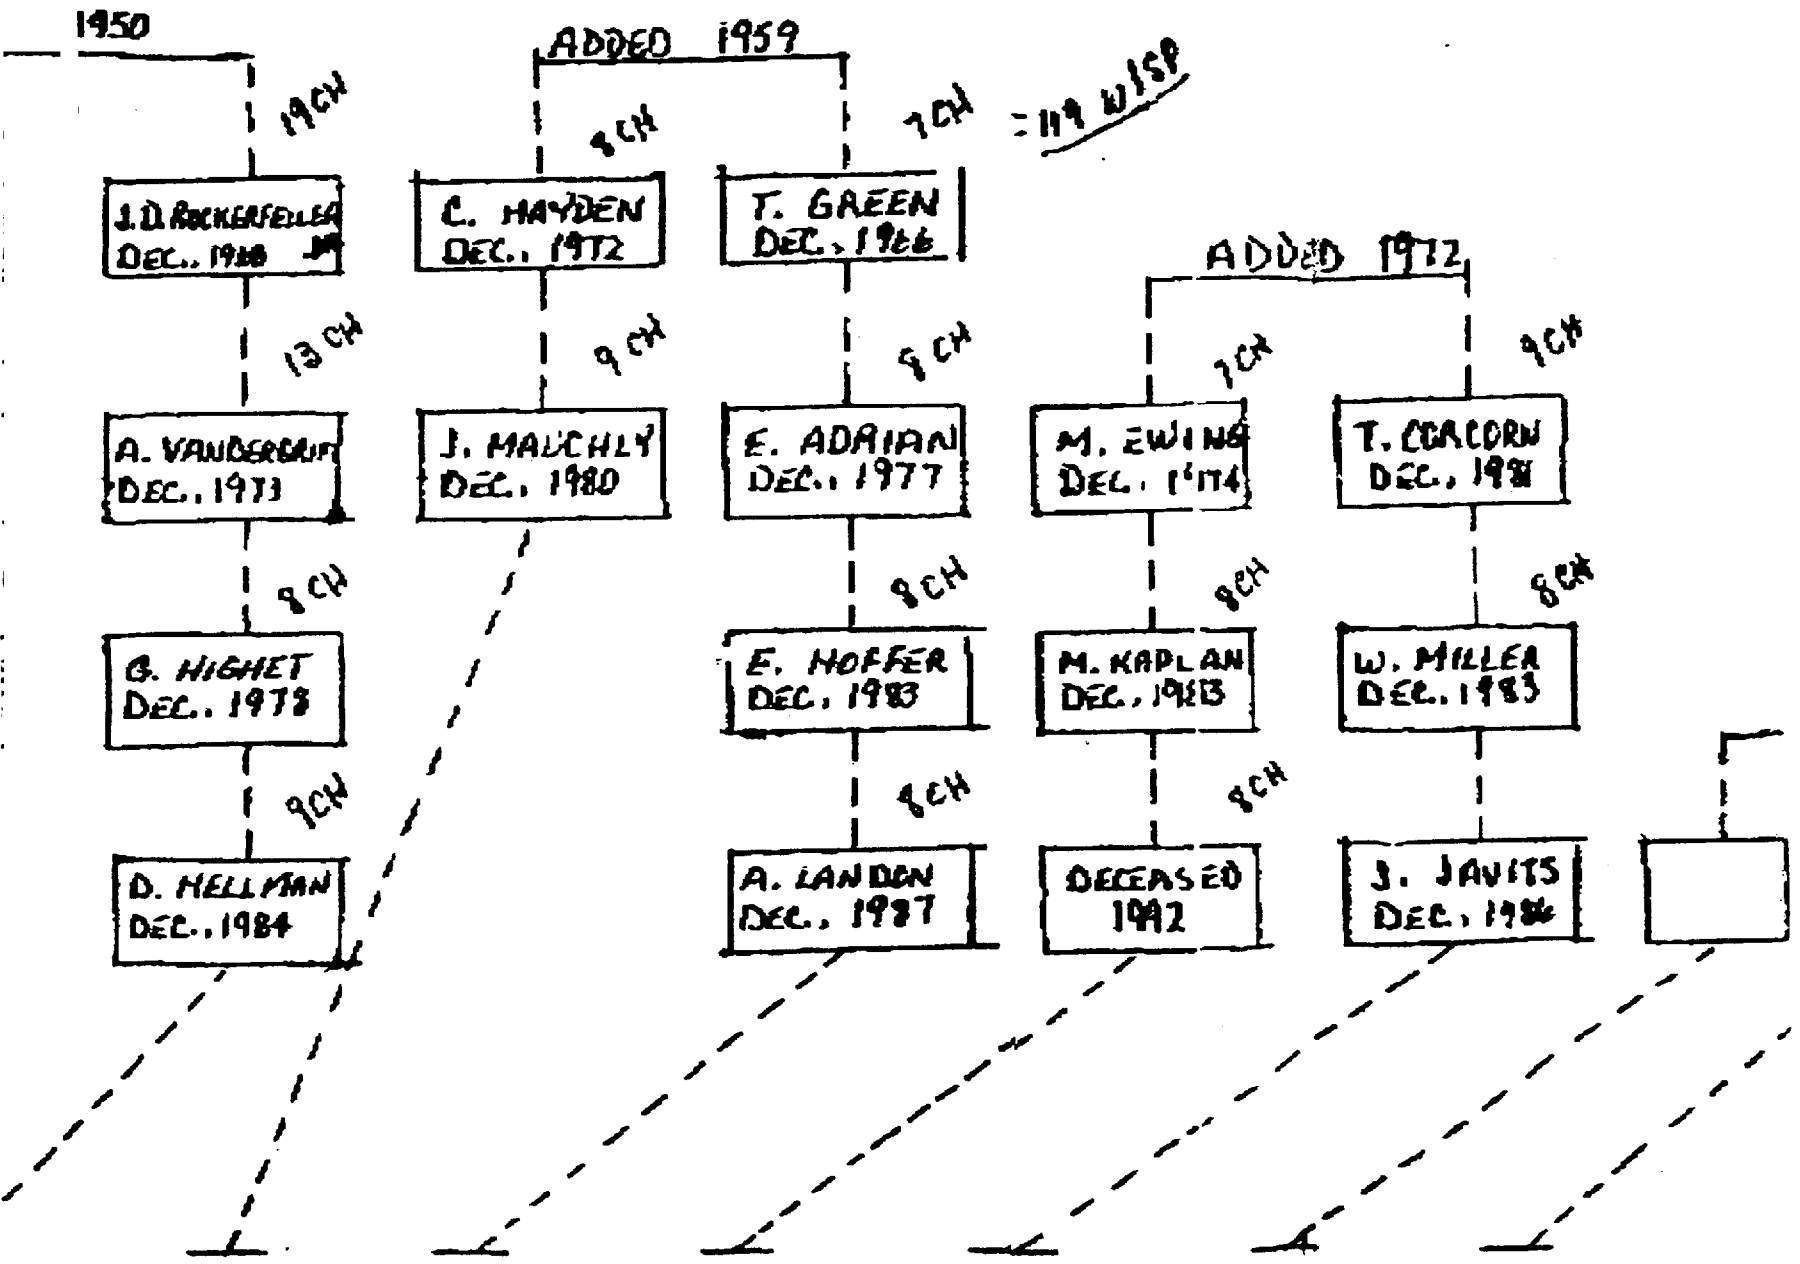 1950
ADDED 1959
19 CH
8 CH
7 CH
= 119 WISP
J.D. ROCKERFELLER
DEC., JR
C. HAYDEN
DEC., 1972
T. GREEN
DEC., 1966
ADDED 1972
13 CH
9 CH
8 CH
7 CH
9 CH
A. VANDERGRIFT
DEC., 1973
J. MAUCHLY
DEC., 1980
E. ADRIAN
DEC., 1977
M. EWING
DEC. 1974
T. CORCORN
DEC., 1981
8 CH
8 CH
8 CH
8 CH
G. HIGHET
DEC., 1978
E. HOFFER
DEC., 1983
M. KAPLAN
DEC.,
W. MILLER
DEC., 1983
9 CH
8 CH
8 CH
D. HELLMAN
DEC., 1984
A. LANDON
DEC., 1987
DECEASED
1992
J. JAVITS
DEC., 1986